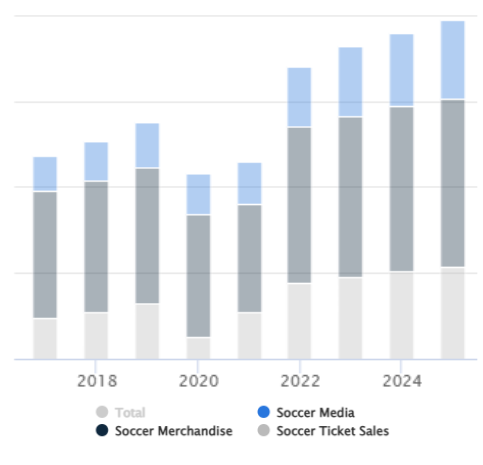 2018 2020 2022 2024
Total Soccer Media
Soccer Merchandise Soccer Ticket Sales